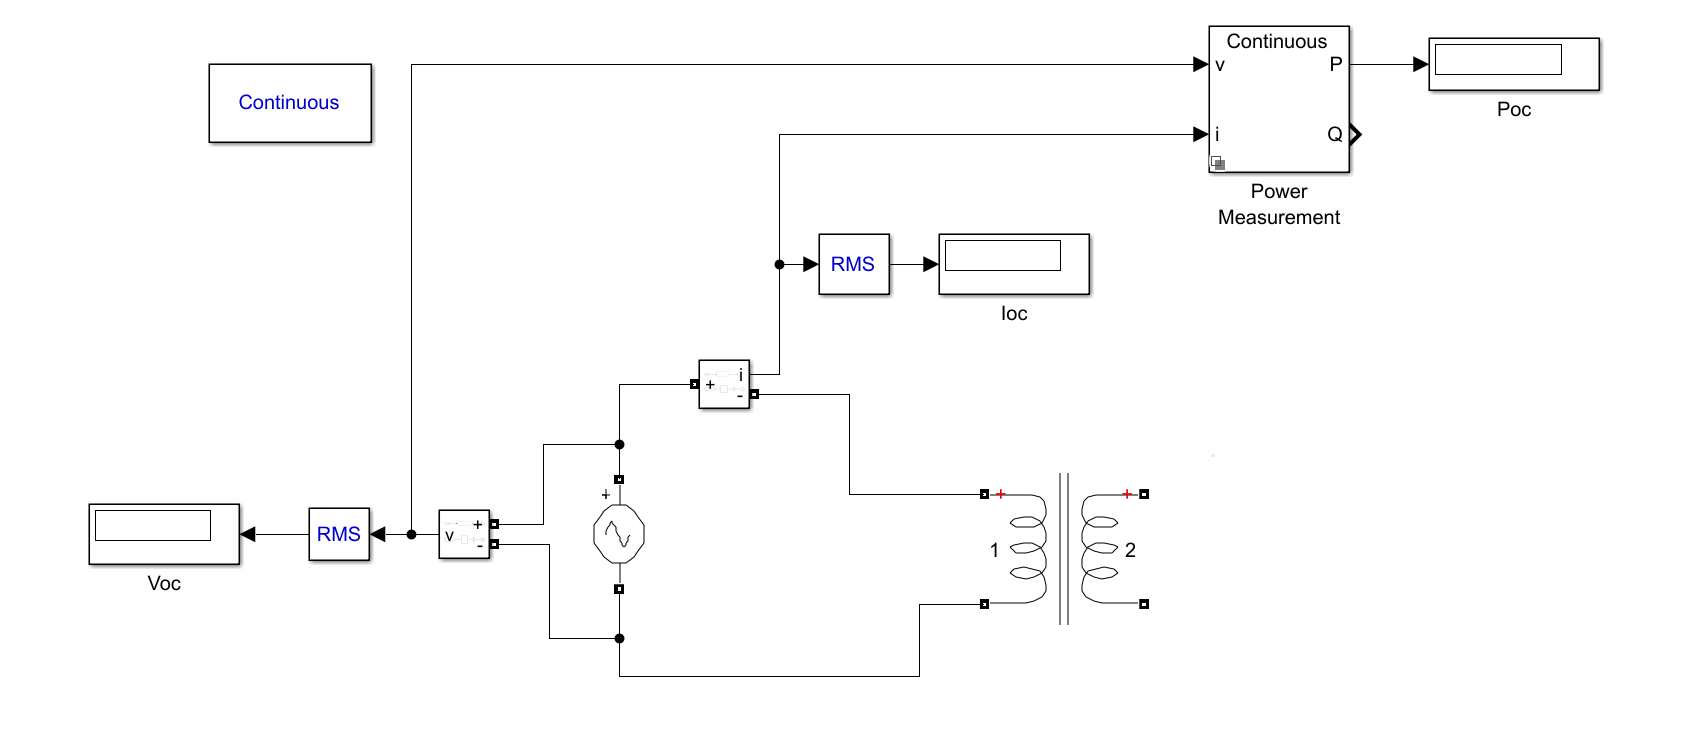 Continuous
v
P
i
Q
Poc
Continuous
Power
Measurement
RMS
Ioc
i
+
-
+
+
+
RMS
v
+
-
Voc
1
2